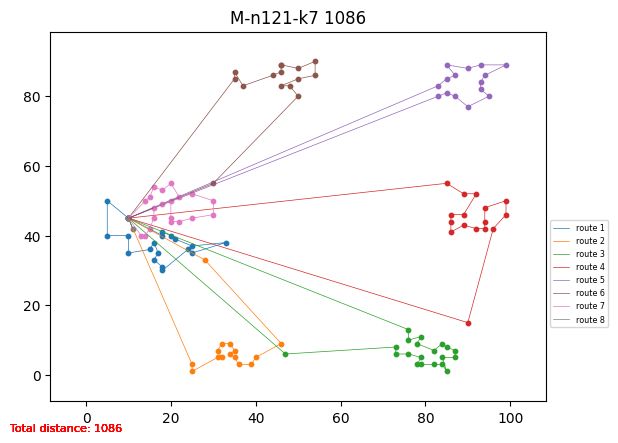 M-n121-k7 1086
80
60
40
20
0
0 20 40 60 80 100
route 1
route 2
route 3
route 4
route 5
route 6
route 7
route 8
Total distance: 1086